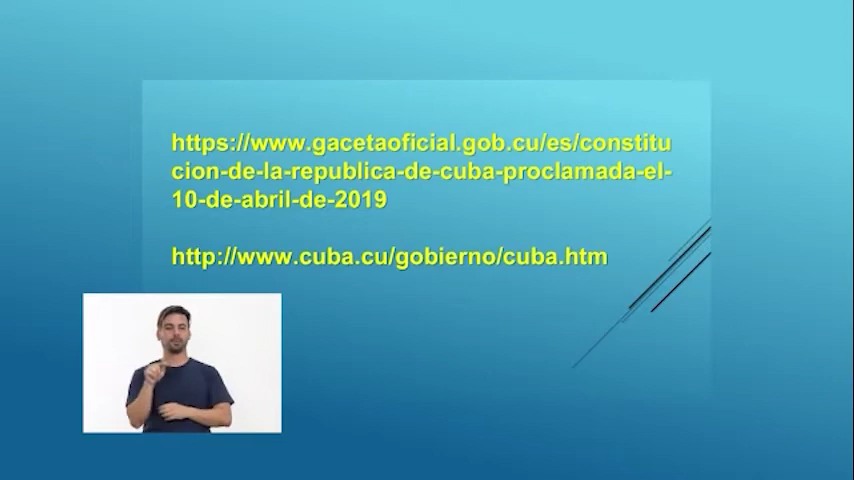 https://www.gacetaoficial.gob.cu/es/constitu
cion-de-la-republica-de-cuba-proclamada-el-
10-de-abril-de-2019
http://www.cuba.cu/gobierno/cuba.htm